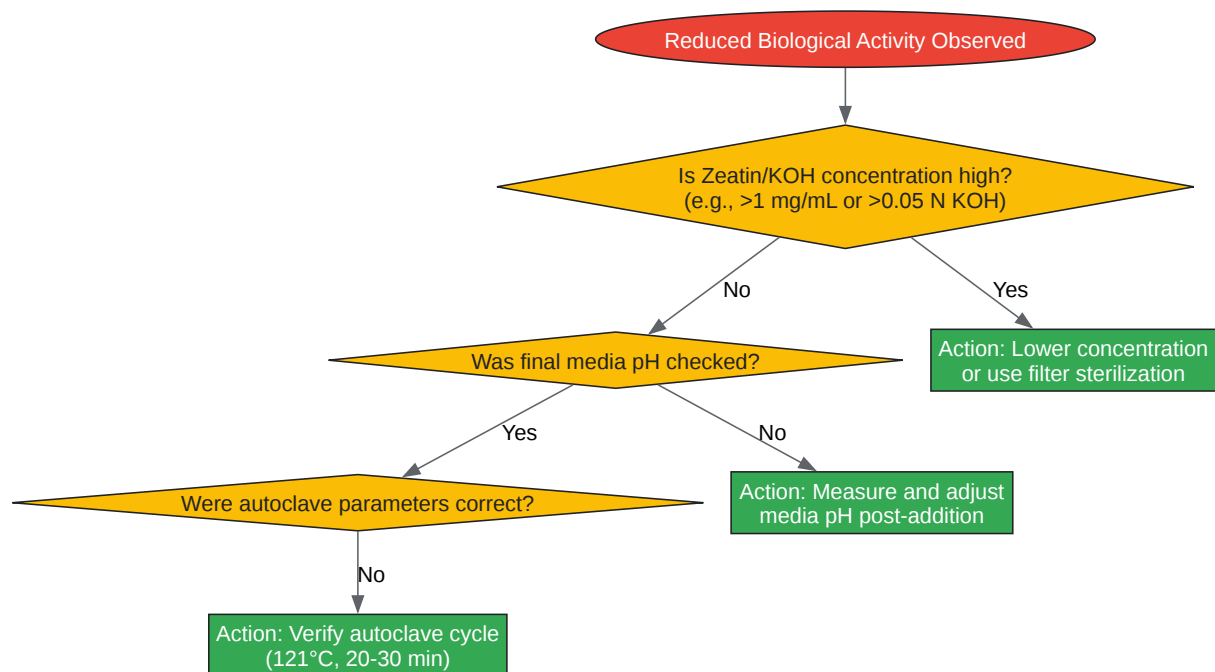 Reduced Biological Activity Observed
Is Zeatin/KOH concentration high?
(e.g., >1 mg/mL or >0.05 N KOH)
No
Yes
Action: Lower concentration
or use filter sterilization
Was final media pH checked?
Yes
No
Action: Measure and adjust
media pH post-addition
Were autoclave parameters correct?
No
Action: Verify autoclave cycle
(121°C, 20-30 min)